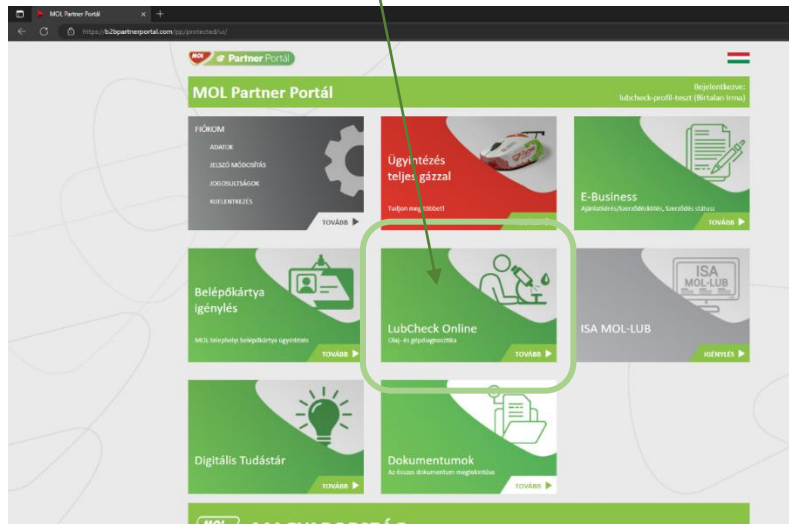 MOL Partner Portál
https://b2bpartnerportal.com/pp/protected/ui/
MOL Partner Portál
MOL Partner Portál
Bejelentkezve:
lubcheck-profil-teszt (Birtalan Irma)
FIÓKOM
ADATOK
JELSZÓ MÓDOSÍTÁS
JOGOSULTSÁGOK
KIJELENTKEZÉS
TOVÁBB
Ügyintézés
teljes gázzal
Tudjon meg többet!
E-Business
Ajánlatkérés/Szerződéskötés, Szerződés státusz
TOVÁBB
Belépőkártya
igénylés
MOL telephelyi belépőkártya ügyintézés
TOVÁBB
LubCheck Online
Olaj- és gépdiagnosztika
TOVÁBB
ISA
MOL-LUB
ISA MOL-LUB
IGÉNYLÉS
Digitális Tudástár
TOVÁBB
Dokumentumok
Az összes dokumentum megtekintése
TOVÁBB
MOL